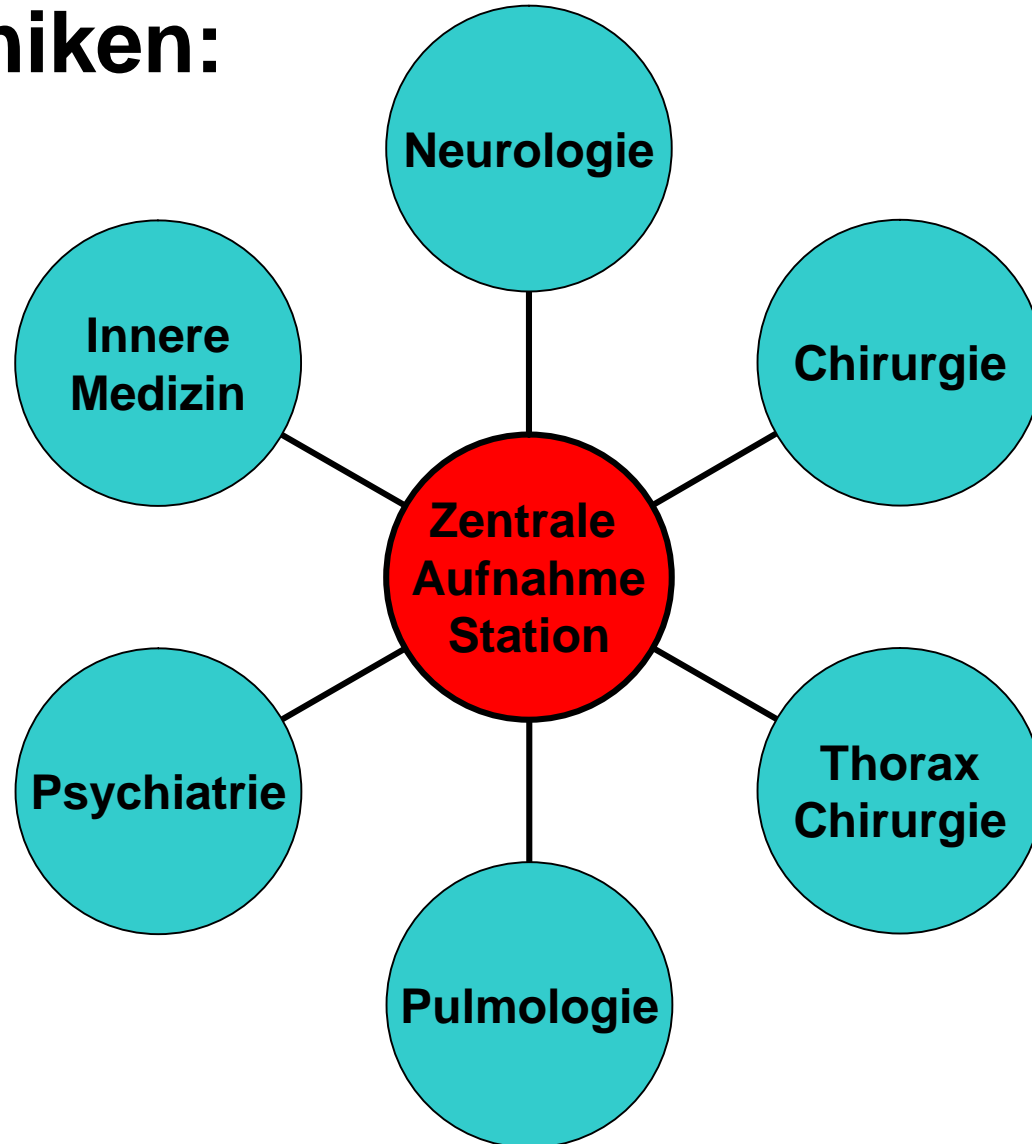 niken:
Neurologie
Innere
Medizin
Chirurgie
Zentrale
Aufnahme
Station
Psychiatrie
Thorax
Chirurgie
Pulmologie